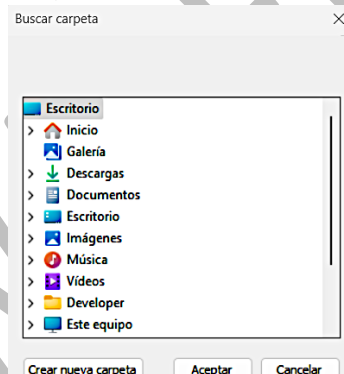 Buscar carpeta
Escritorio
Inicio
Galería
Descargas
Documentos
Escritorio
Imágenes
Música
Vídeos
Developer
Este equipo
Crear nueva carpeta Aceptar Cancelar